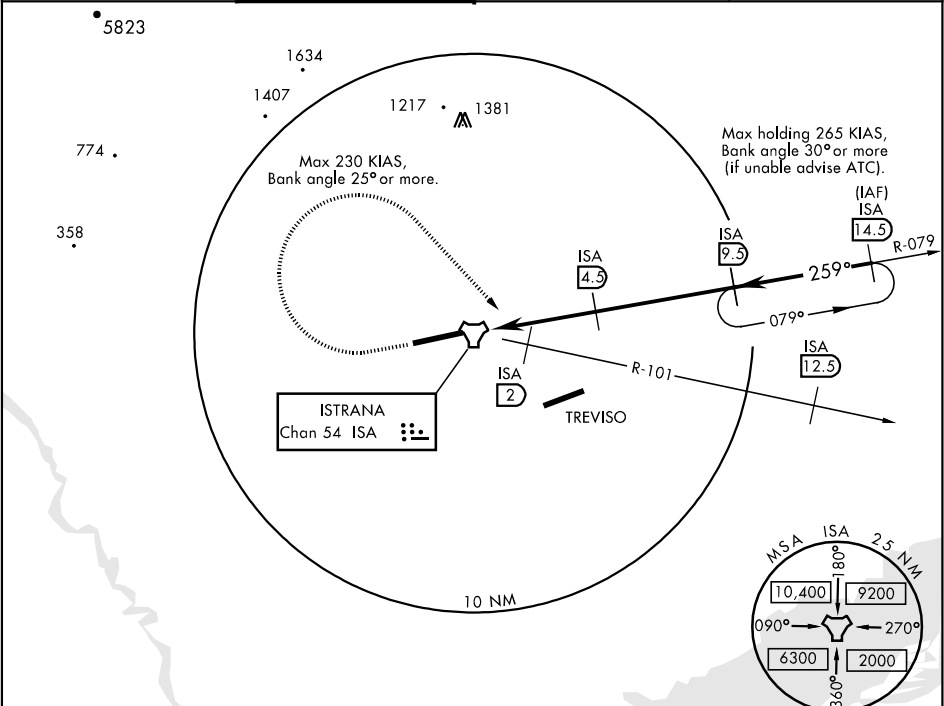 5823
1634
1407
1217
1381
774
358
Max 230 KIAS,
Bank angle 25° or more.
Max holding 265 KIAS,
Bank angle 30° or more
(if unable advise ATC).
(IAF)
ISA
14.5
R-079
ISA
9.5
259°
079°
ISA
4.5
ISA
12.5
R-101
ISA
2
TREVISO
ISTRANA
Chan 54 ISA
10 NM
MSA ISA 25 NM
180°
10,400
9200
090°
270°
6300
2000
360°